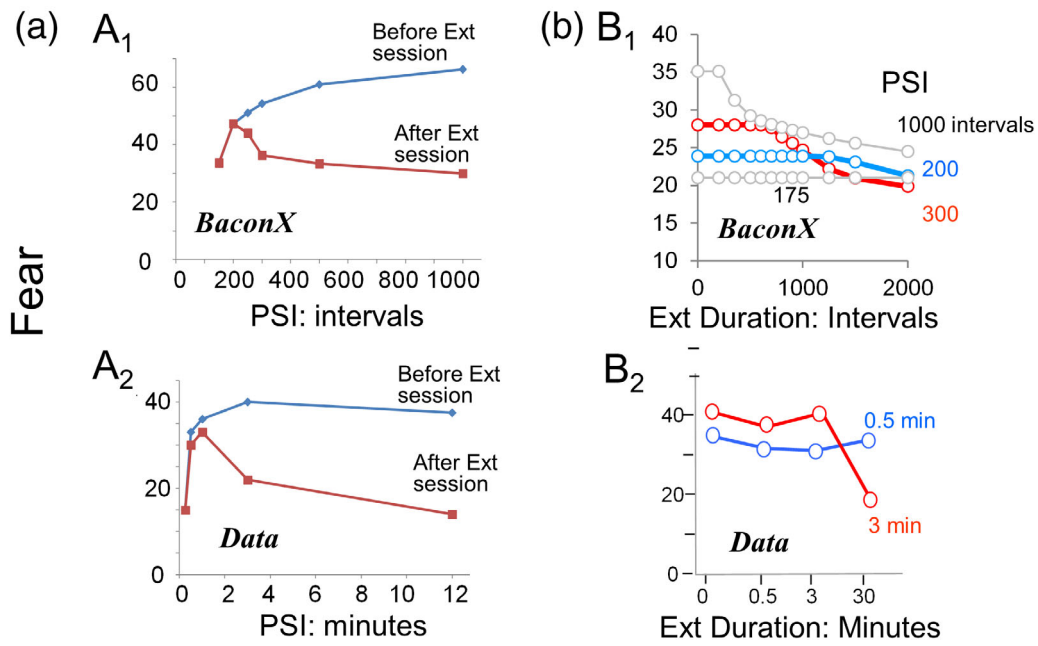 (a)
A1
Before Ext
session
After Ext
session
60
40
20
0
BaconX
0 200 400 600 800 1000
PSI: intervals
Fear
A2
Before Ext
session
After Ext
session
40
20
0
Data
0 2 4 6 8 10 12
PSI: minutes
(b)
B1
40
35
30
25
20
15
10
PSI
1000 intervals
200
175
300
BaconX
0 1000 2000
Ext Duration: Intervals
B2
40
20
0
0.5 min
3 min
Data
0 0.5 3 30
Ext Duration: Minutes